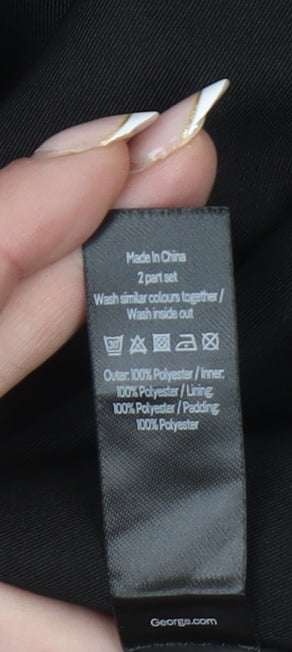 Made In China
2 part set
Wash similar colours together /
Wash inside out
30
Outer: 100% Polyester / Inner:
100% Polyester / Lining:
100% Polyester / Padding:
100% Polyester
George.com